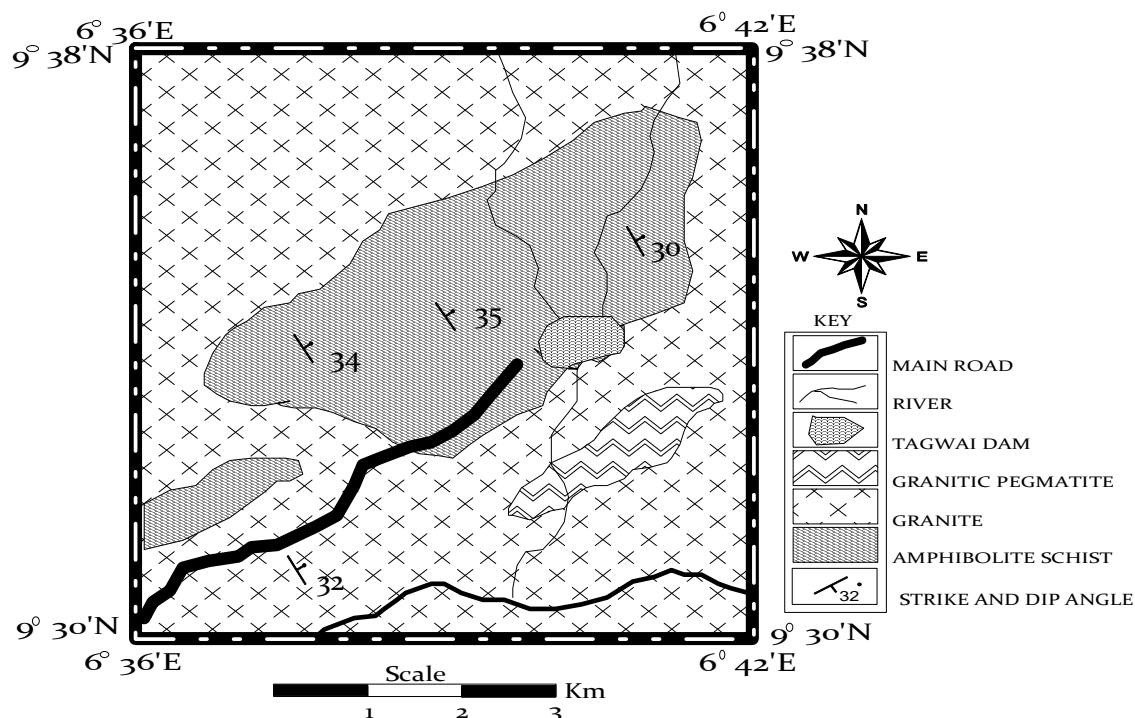 6° 36'E
6° 42'E
9° 38'N
9° 38'N
30
35
34
32
N
W
E
S
KEY
MAIN ROAD
RIVER
TAGWAI DAM
GRANITIC PEGMATITE
GRANITE
AMPHIBOLITE SCHIST
32
STRIKE AND DIP ANGLE
9° 30'N
9° 30'N
6° 36'E
6° 42'E
Scale
Km
1 2 3